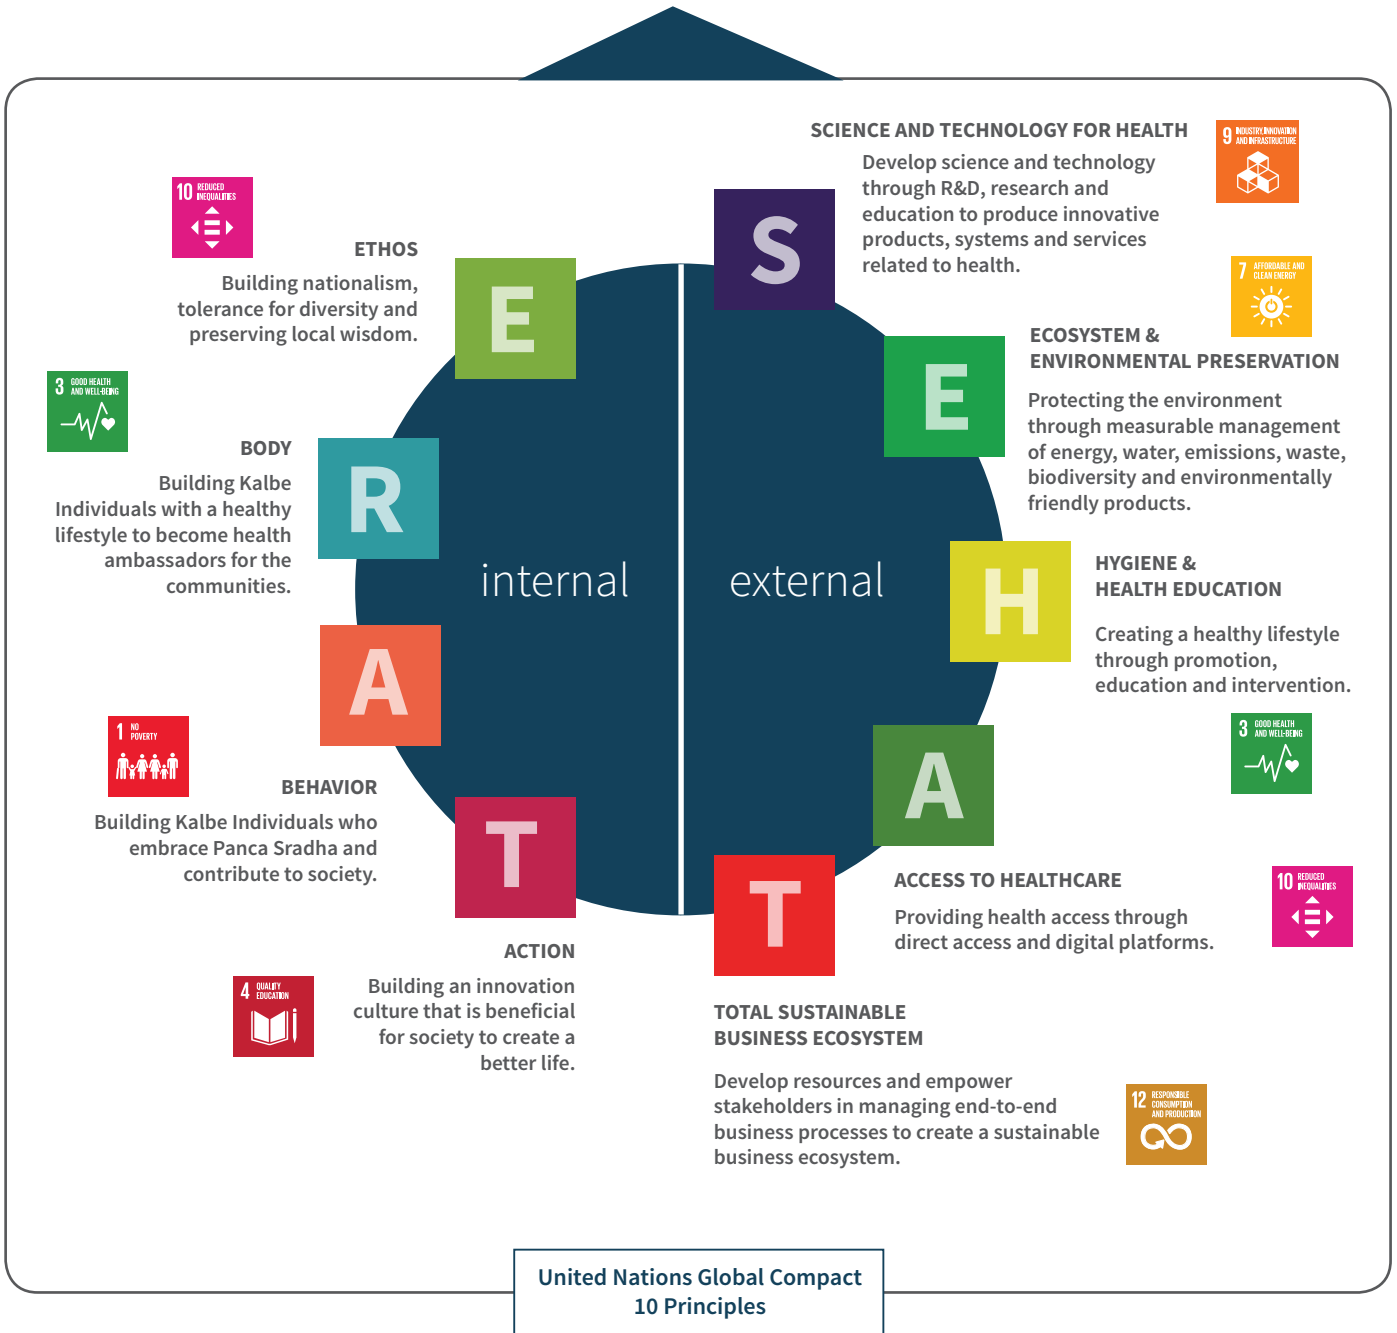 10 REDUCED
INEQUALITIES
ETHOS
Building nationalism,
tolerance for diversity and
preserving local wisdom.
E
3 GOOD HEALTH
AND WELL-BEING
BODY
Building Kalbe
Individuals with a healthy
lifestyle to become health
ambassadors for the
communities.
R
A
1 NO
POVERTY
BEHAVIOR
Building Kalbe Individuals who
embrace Panca Sradha and
contribute to society.
T
4 QUALITY
EDUCATION
ACTION
Building an innovation
culture that is beneficial
for society to create a
better life.
internal
external
S
SCIENCE AND TECHNOLOGY FOR HEALTH
Develop science and technology
through R&D, research and
education to produce innovative
products, systems and services
related to health.
9 INDUSTRY, INNOVATION
AND INFRASTRUCTURE
7 AFFORDABLE AND
CLEAN ENERGY
E
ECOSYSTEM &
ENVIRONMENTAL PRESERVATION
Protecting the environment
through measurable management
of energy, water, emissions, waste,
biodiversity and environmentally
friendly products.
H
HYGIENE &
HEALTH EDUCATION
Creating a healthy lifestyle
through promotion,
education and intervention.
3 GOOD HEALTH
AND WELL-BEING
A
ACCESS TO HEALTHCARE
Providing health access through
direct access and digital platforms.
10 REDUCED
INEQUALITIES
T
TOTAL SUSTAINABLE
BUSINESS ECOSYSTEM
Develop resources and empower
stakeholders in managing end-to-end
business processes to create a sustainable
business ecosystem.
12 RESPONSIBLE
CONSUMPTION
AND PRODUCTION
United Nations Global Compact
10 Principles